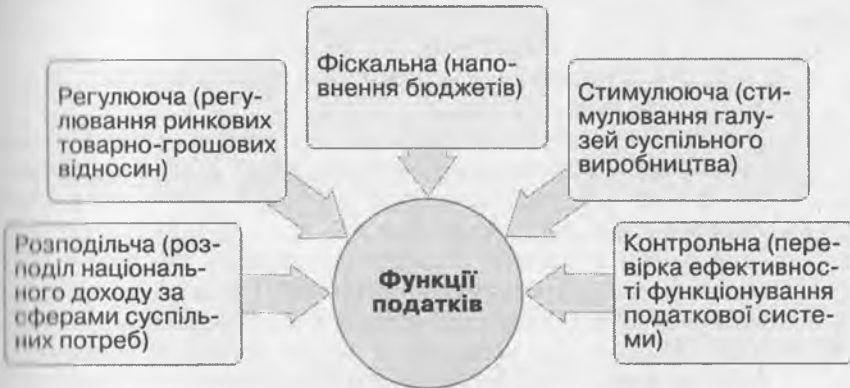 Фіскальна (напо-
внення бюджетів)
Регулююча (регу-
лювання ринкових
товарно-грошових
відносин)
Стимулююча (сти-
мулювання галу-
зей суспільного
виробництва)
Розподільча (роз-
поділ національ-
ного доходу за
сферами суспіль-
них потреб)
Функції
податків
Контрольна (пере-
вірка ефективнос-
ті функціонування
податкової систе-
ми)